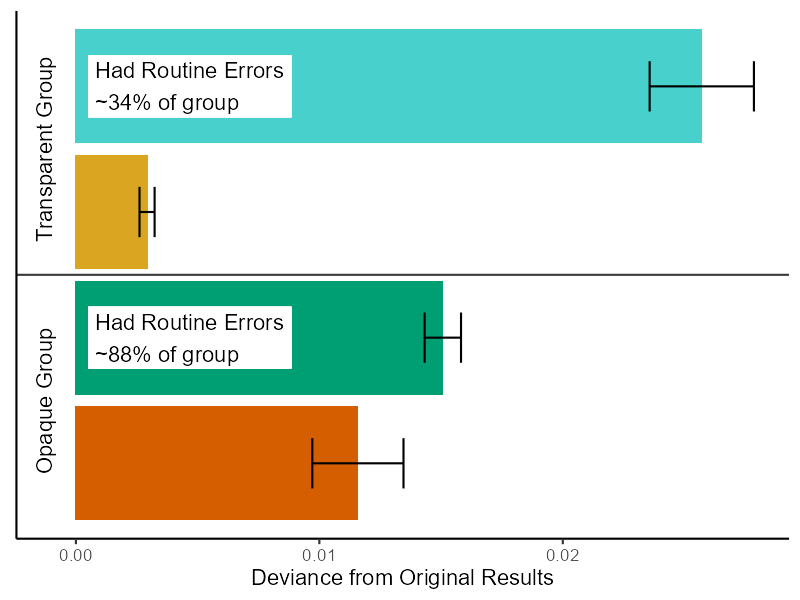 Transparent Group
Had Routine Errors
~34% of group
Opaque Group
Had Routine Errors
~88% of group
0.00
0.01
0.02
Deviance from Original Results